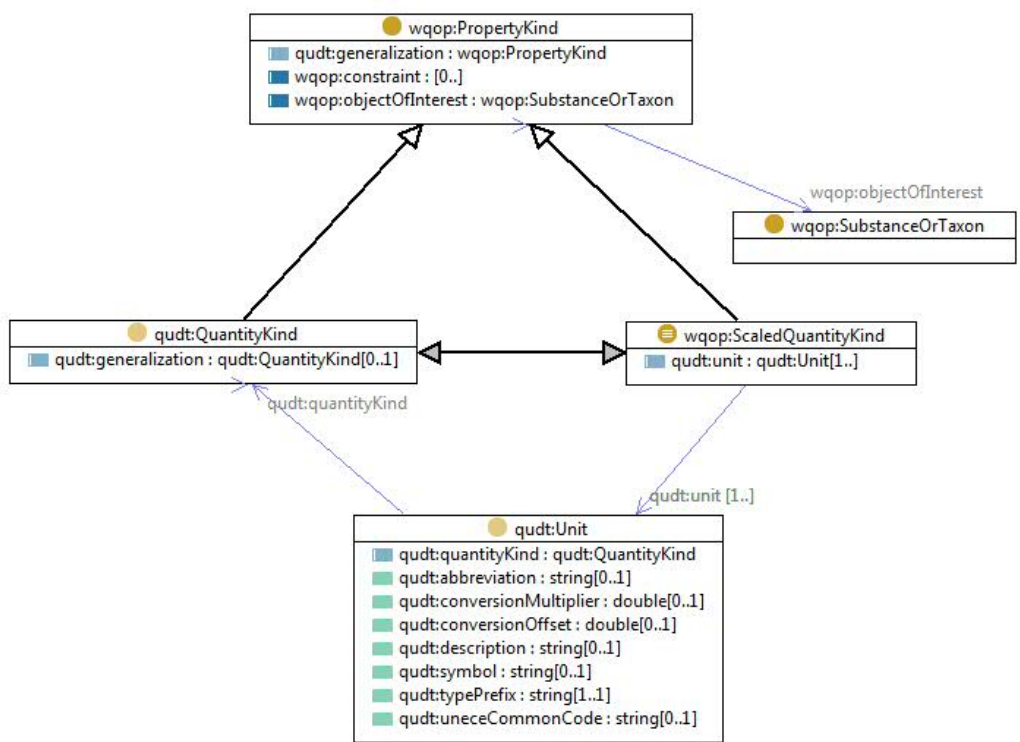 wqop:PropertyKind
qudt:generalization : wqop:PropertyKind
wqop:constraint : [0..]
wqop:objectOfInterest : wqop:SubstanceOrTaxon
wqop:objectOfInterest
wqop:SubstanceOrTaxon
qudt:QuantityKind
qudt:generalization : qudt:QuantityKind[0..1]
wqop:ScaledQuantityKind
qudt:unit : qudt:Unit[1..]
qudt:quantityKind
qudt:unit [1..]
qudt:Unit
qudt:quantityKind : qudt:QuantityKind
qudt:abbreviation : string[0..1]
qudt:conversionMultiplier : double[0..1]
qudt:conversionOffset : double[0..1]
qudt:description : string[0..1]
qudt:symbol : string[0..1]
qudt:typePrefix : string[1..1]
qudt:uneceCommonCode : string[0..1]